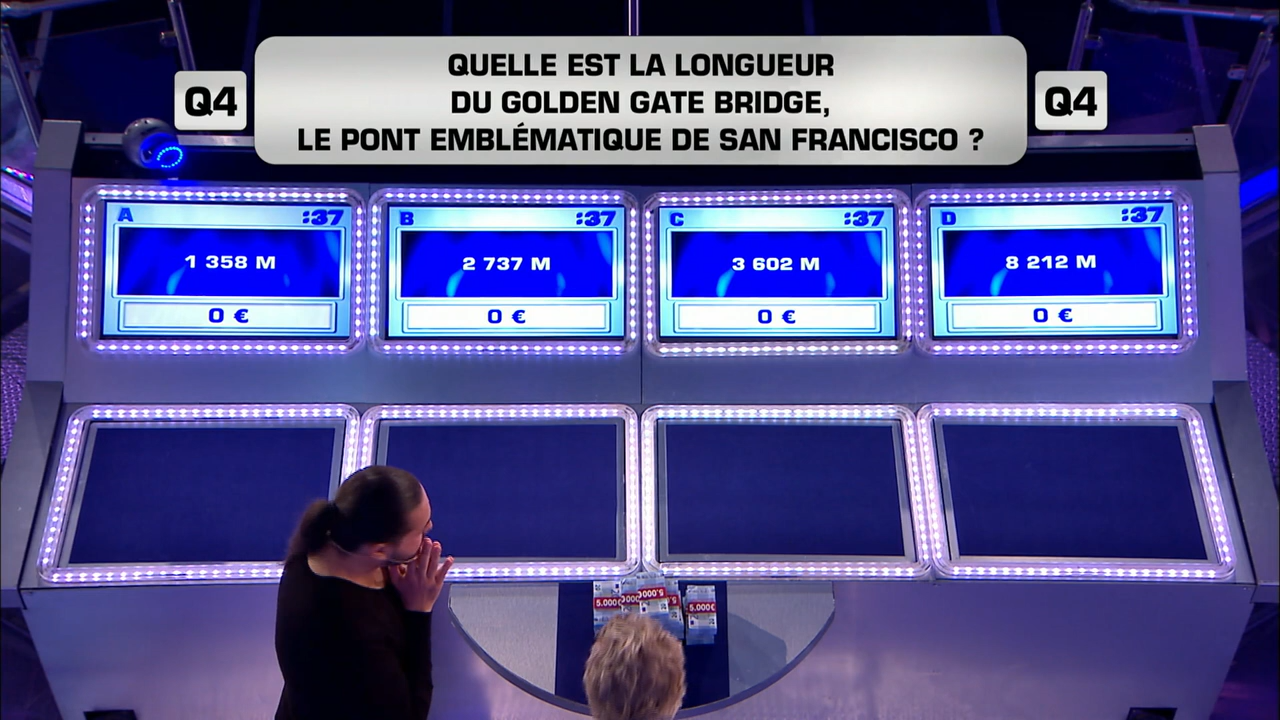 QUELLE EST LA LONGUEUR
DU GOLDEN GATE BRIDGE,
LE PONT EMBLÉMATIQUE DE SAN FRANCISCO ?
Q4
Q4
A :37
1 358 M
0 €
B :37
2 737 M
0 €
C :37
3 602 M
0 €
D :37
8 212 M
0 €
5.000€
5.000€